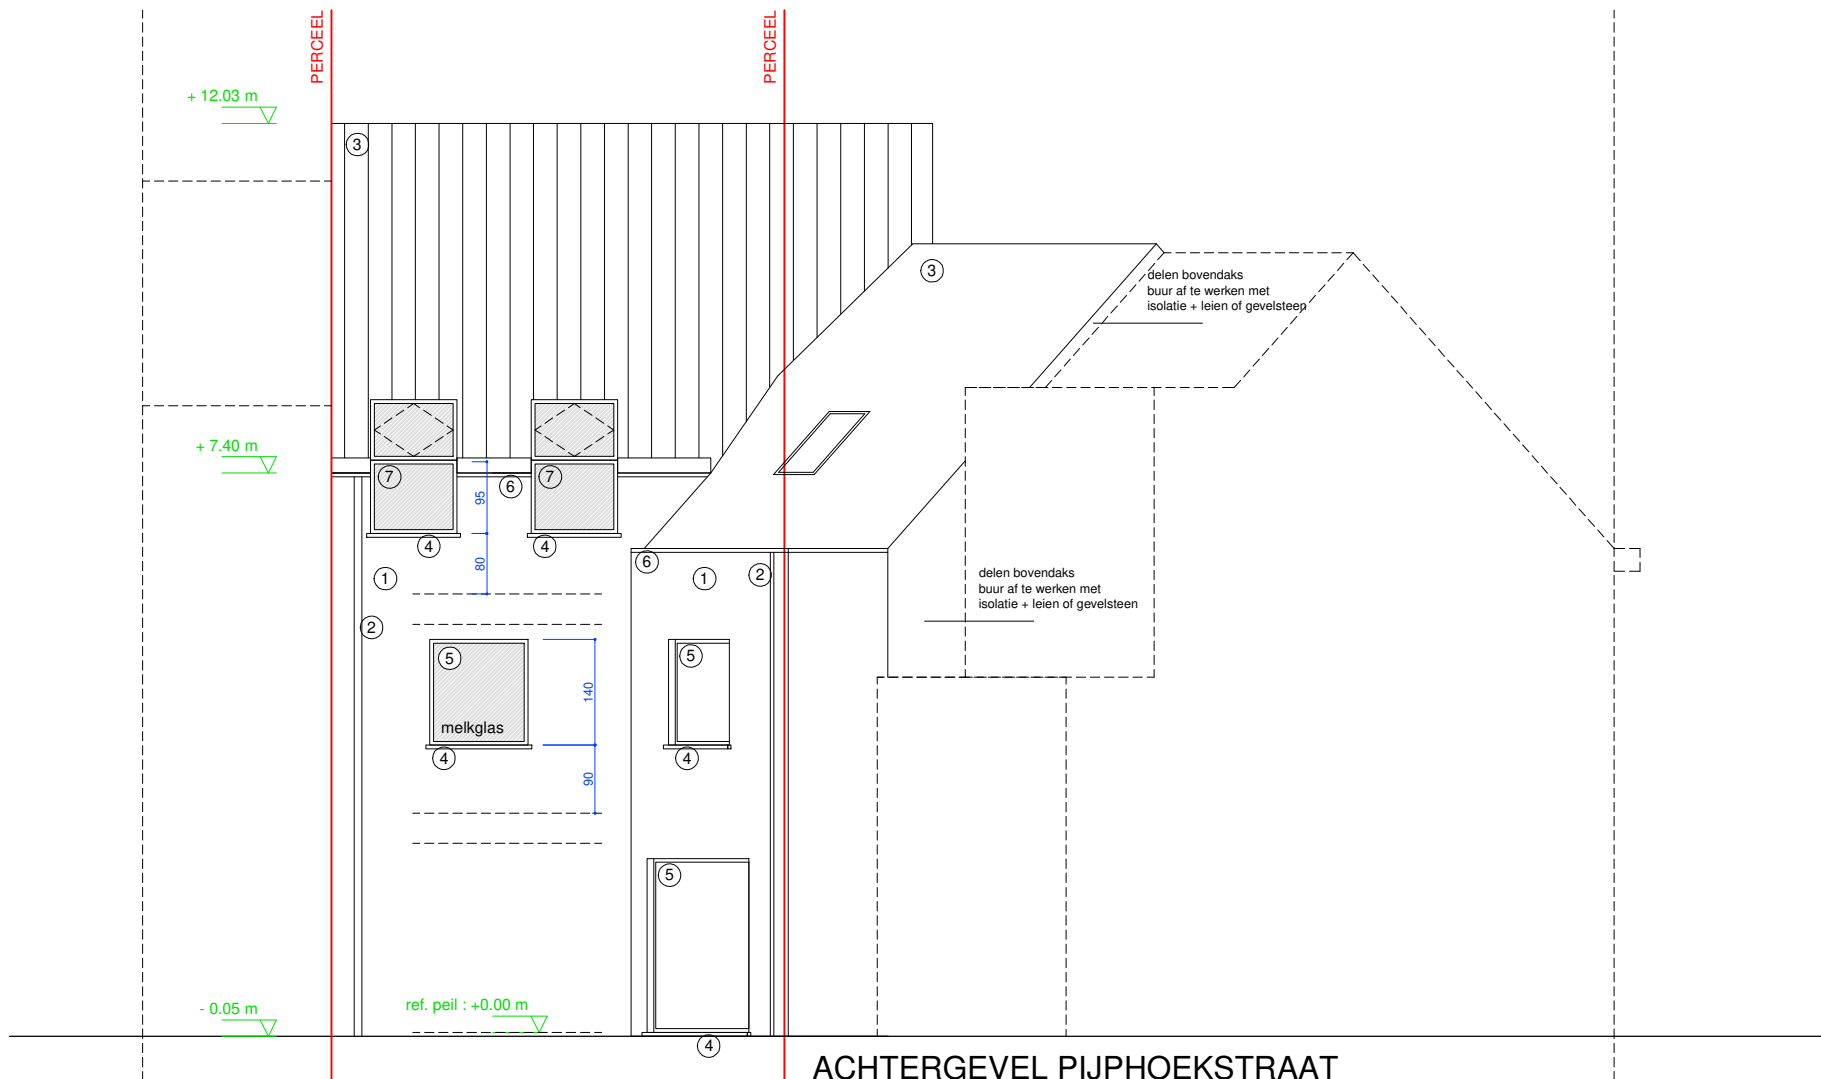 PERCEEL
PERCEEL
+ 12.03 m
3
3
delen bovendaks
buur af te werken met
isolatie + leien of gevelsteen
+ 7.40 m
7
7
6
95
4
4
80
6
1
1
2
2
delen bovendaks
buur af te werken met
isolatie + leien of gevelsteen
5
5
140
melkglas
4
4
90
5
- 0.05 m
ref. peil : +0.00 m
4
ACHTERGEVEL PIJPHOEKSTRAAT